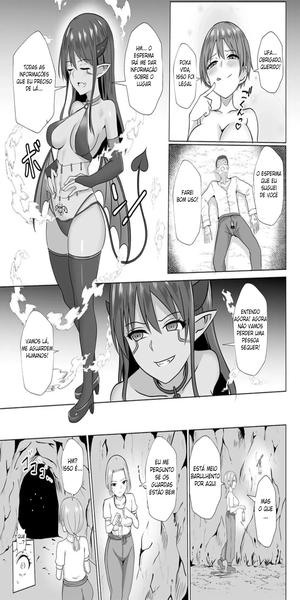 UFA...
OBRIGADO,
QUERIDO!
POXA
VIDA,
ISSO FOI
LEGAL
HM... O
ESPERMA
IRÁ ME DAR
INFORMAÇÃO
SOBRE O
LUGAR
TODAS AS
INFORMAÇÕES
QUE EU PRECISO
DE LÁ...
O ESPERMA
QUE EU
SUGUEI
DE VOCÊ
FAREI
BOM USO!
ENTENDO
AGORA! AGORA
NÃO VAMOS
PERDER UMA
PESSOA
SEQUER!
VAMOS LÁ,
ME AGUARDEM
HUMANOS!
MAS
O QUE
...
ESTÁ MEIO
BARULHENTO
POR AQUI
EU ME
PERGUNTO
SE OS
GUARDAS
ESTÃO BEM
HM?
ISSO É...
QUE